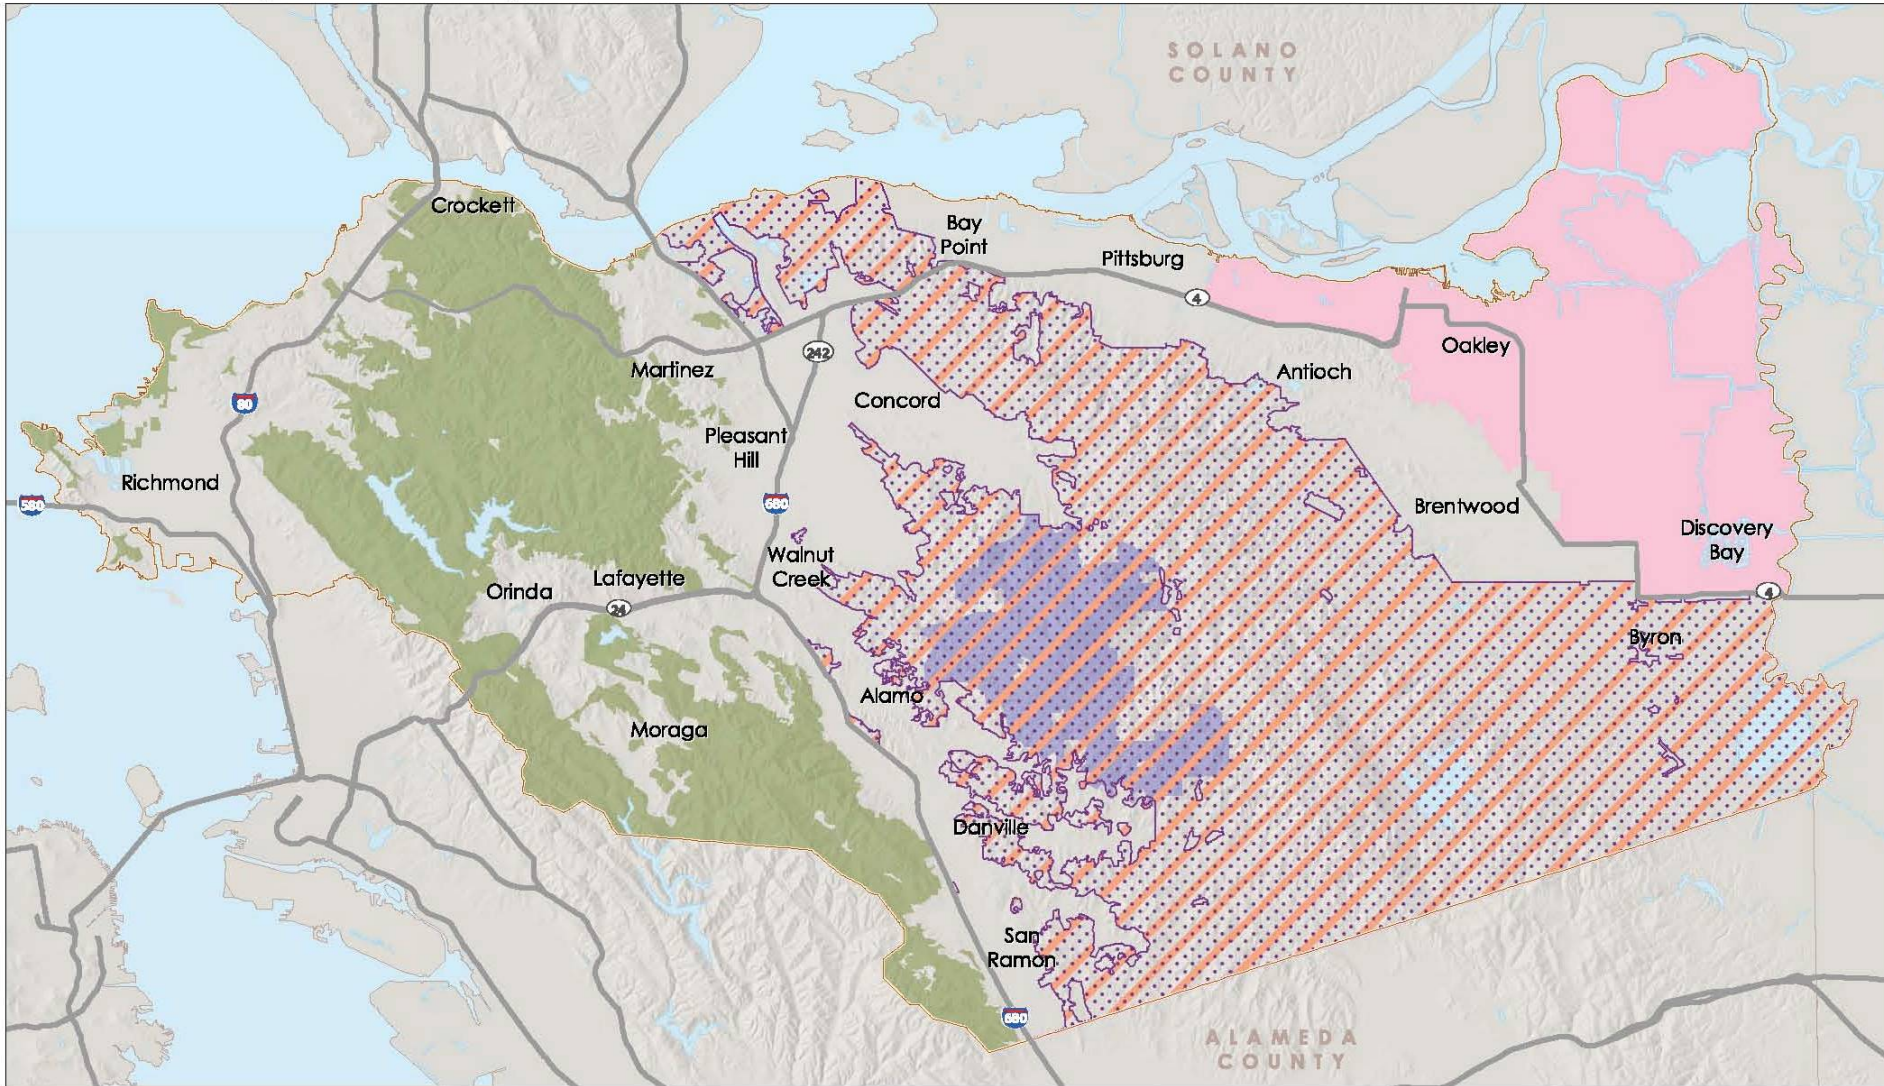 SOLANO
COUNTY
Crockett
Bay
Point
Pittsburg
4
242
Martinez
Oakley
Antioch
80
Concord
Pleasant
Hill
Richmond
580
680
Brentwood
Discovery
Bay
Walnut
Creek
Orinda
Lafayette
24
4
Byron
Alamo
Moraga
Danville
San
Ramon
680
ALAMEDA
COUNTY